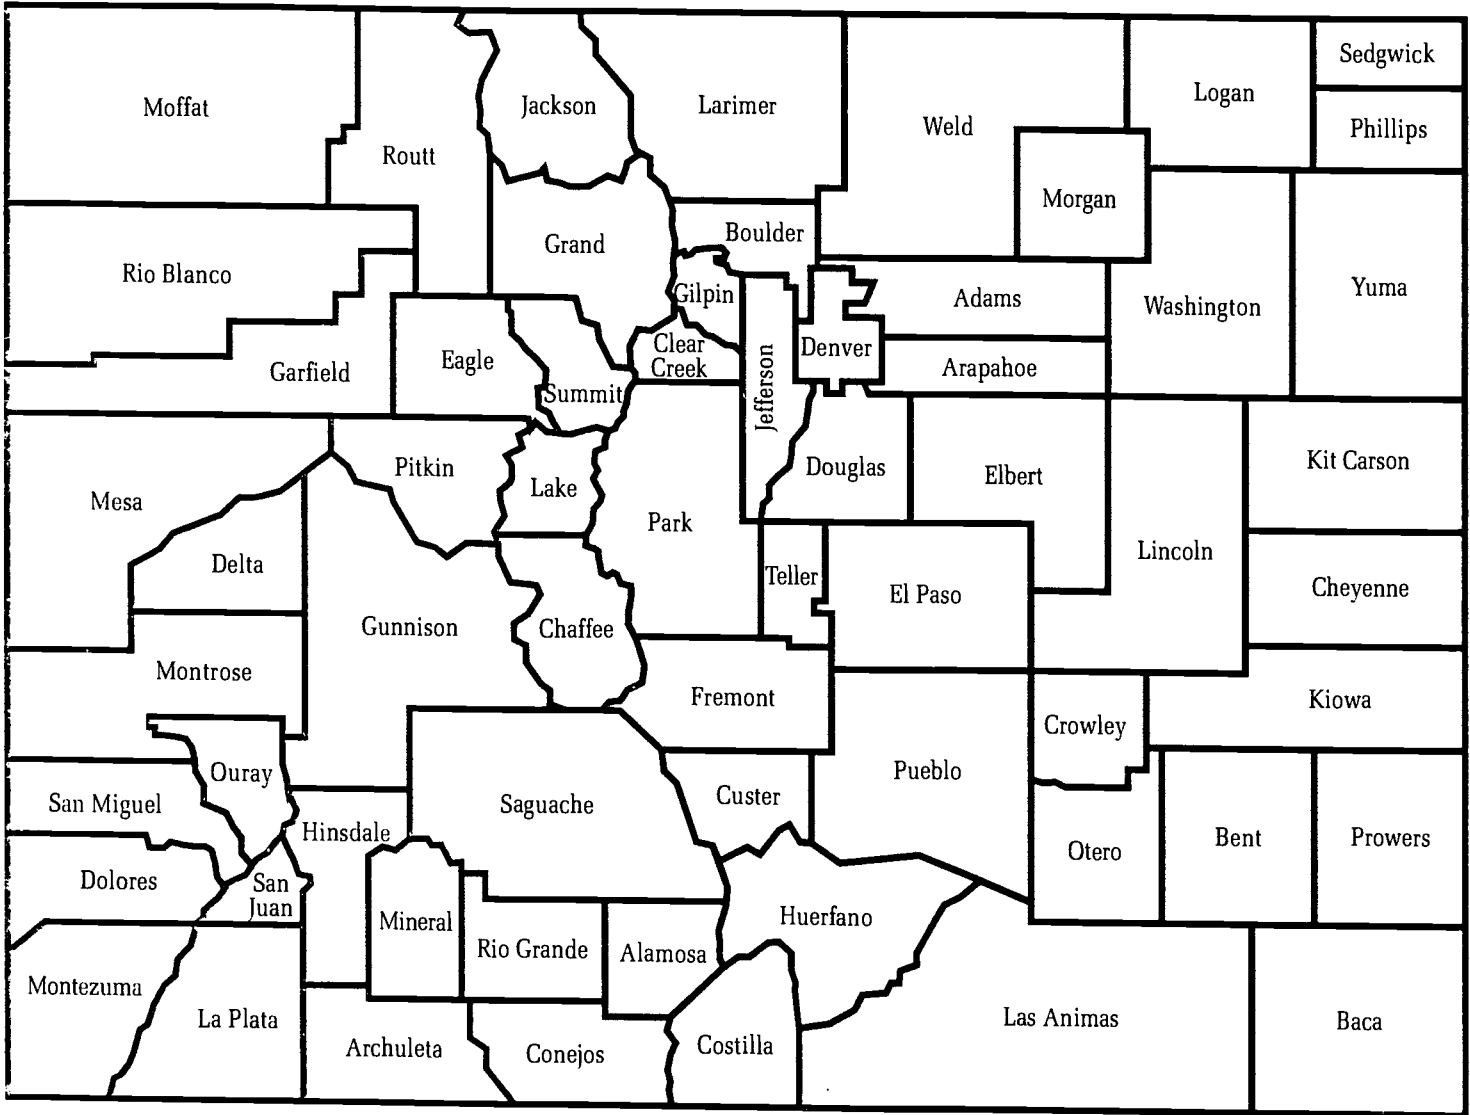 Sedgwick
Logan
Moffat
Jackson
Larimer
Weld
Phillips
Routt
Morgan
Boulder
Grand
Rio Blanco
Gilpin
Adams
Washington
Yuma
Clear
Creek
Denver
Eagle
Garfield
Arapahoe
Summit
Jefferson
Pitkin
Douglas
Elbert
Kit Carson
Lake
Mesa
Park
Lincoln
Delta
Teller
El Paso
Cheyenne
Gunnison
Chaffee
Montrose
Fremont
Kiowa
Crowley
Ouray
Pueblo
San Miguel
Saguache
Custer
Hinsdale
Bent
Prowers
Otero
Dolores
San
Juan
Mineral
Huerfano
Rio Grande
Alamosa
Montezuma
La Plata
Las Animas
Baca
Archuleta
Conejos
Costilla